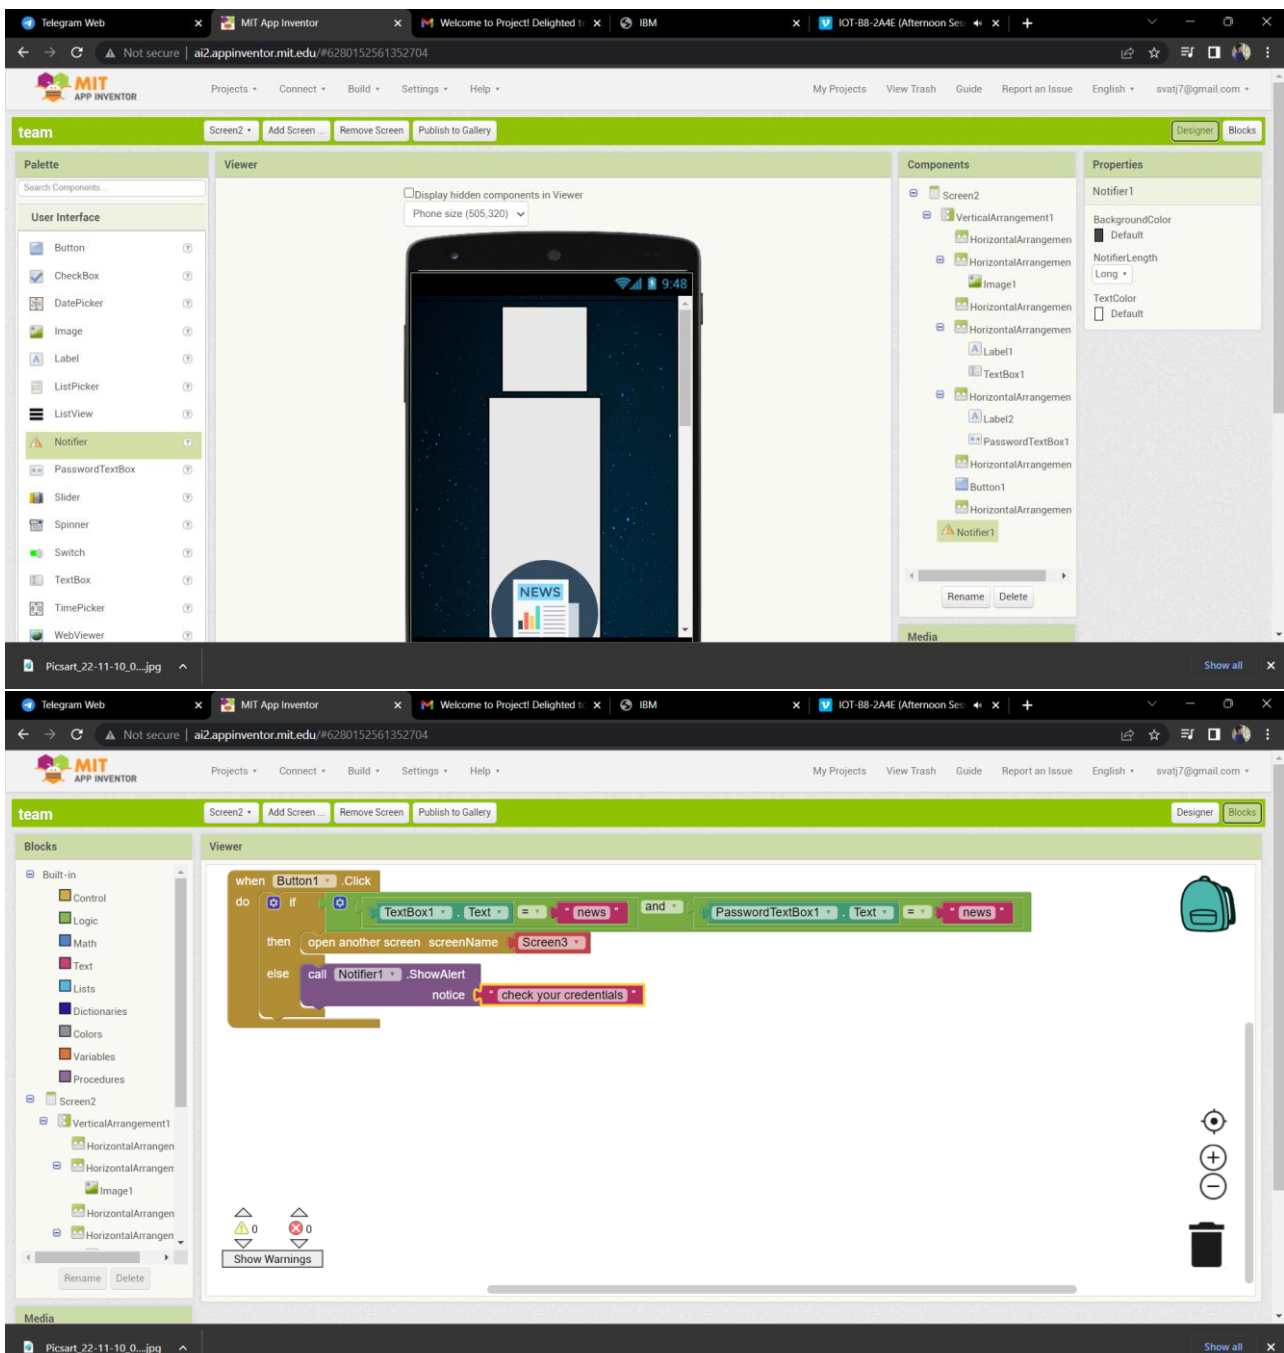 Telegram Web
MIT App Inventor
Welcome to Project! Delighted to
IBM
IOT-B8-2A4E (Afternoon Ses
Not secure
ai2.appinventor.mit.edu/#6280152561352704
MIT
APP INVENTOR
Projects
Connect
Build
Settings
Help
My Projects
View Trash
Guide
Report an Issue
English
svatj7@gmail.com
team
Screen2
Add Screen ...
Remove Screen
Publish to Gallery
Designer
Blocks
Palette
Search Components...
User Interface
Button
CheckBox
DatePicker
Image
Label
ListPicker
ListView
Notifier
PasswordTextBox
Slider
Spinner
Switch
TextBox
TimePicker
WebViewer
Viewer
Display hidden components in Viewer
Phone size (505,320)
9:48
NEWS
Components
Screen2
VerticalArrangement1
HorizontalArrangemen
HorizontalArrangemen
Image1
HorizontalArrangemen
HorizontalArrangemen
Label1
TextBox1
HorizontalArrangemen
Label2
PasswordTextBox1
HorizontalArrangemen
Button1
HorizontalArrangemen
Notifier1
Rename
Delete
Media
Properties
Notifier1
BackgroundColor
Default
NotifierLength
Long
TextColor
Default
Picsart_22-11-10_0....jpg
Show all
Telegram Web
MIT App Inventor
Welcome to Project! Delighted to
IBM
IOT-B8-2A4E (Afternoon Ses
Not secure
ai2.appinventor.mit.edu/#6280152561352704
MIT
APP INVENTOR
Projects
Connect
Build
Settings
Help
My Projects
View Trash
Guide
Report an Issue
English
svatj7@gmail.com
team
Screen2
Add Screen ...
Remove Screen
Publish to Gallery
Designer
Blocks
Blocks
Built-in
Control
Logic
Math
Text
Lists
Dictionaries
Colors
Variables
Procedures
Screen2
VerticalArrangement1
HorizontalArrangen
HorizontalArrangen
Image1
HorizontalArrangen
HorizontalArrangen
Rename
Delete
Media
Viewer
when Button1 .Click
do if TextBox1 . Text = " news " and PasswordTextBox1 . Text = " news "
then open another screen screenName Screen3
else call Notifier1 .ShowAlert
notice " check your credentials "
0
0
Show Warnings
Picsart_22-11-10_0....jpg
Show all